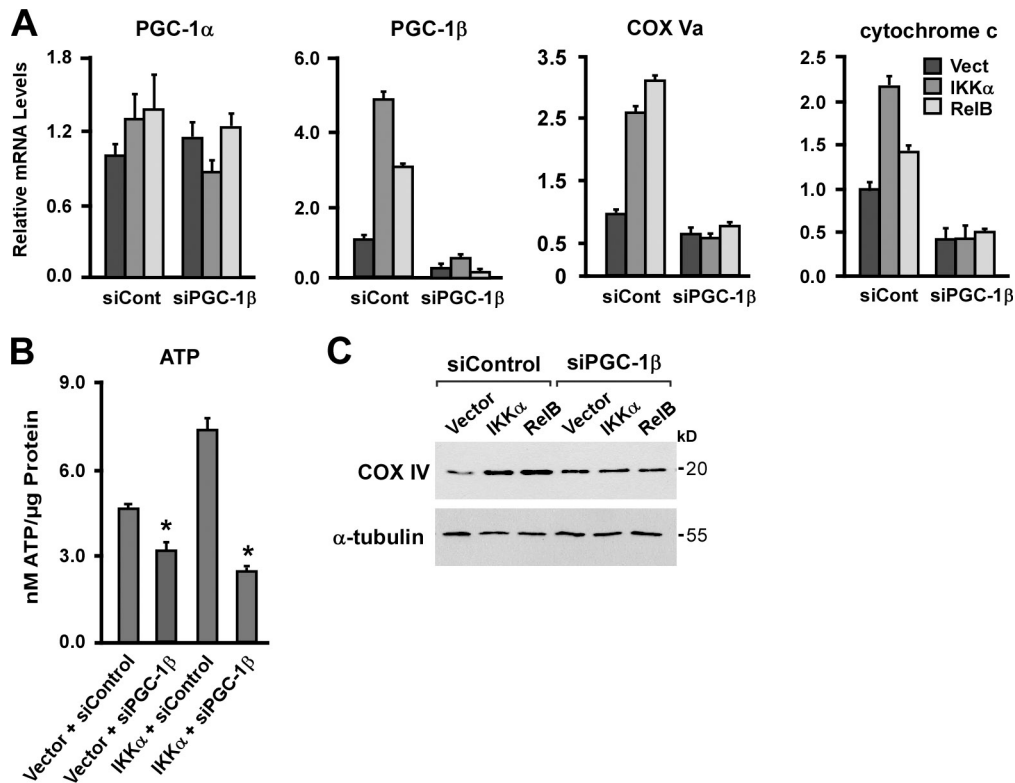 A
PGC-1α
PGC-1β
COX Va
cytochrome c
Relative mRNA Levels
1.8
1.2
0.6
0.0
siCont siPGC-1β
6.0
4.0
2.0
0.0
siCont siPGC-1β
3.5
2.5
1.5
0.5
0
siCont siPGC-1β
2.5
2.0
1.5
1.0
0.5
0.0
siCont siPGC-1β
Vect
IKKα
RelB
B
ATP
nM ATP/µg Protein
9.0
6.0
3.0
0.0
*
*
Vector + siControl
Vector + siPGC-1β
IKKα + siControl
IKKα + siPGC-1β
C
siControl siPGC-1β
Vector IKKα RelB Vector IKKα RelB
kD
COX IV -20
α-tubulin -55